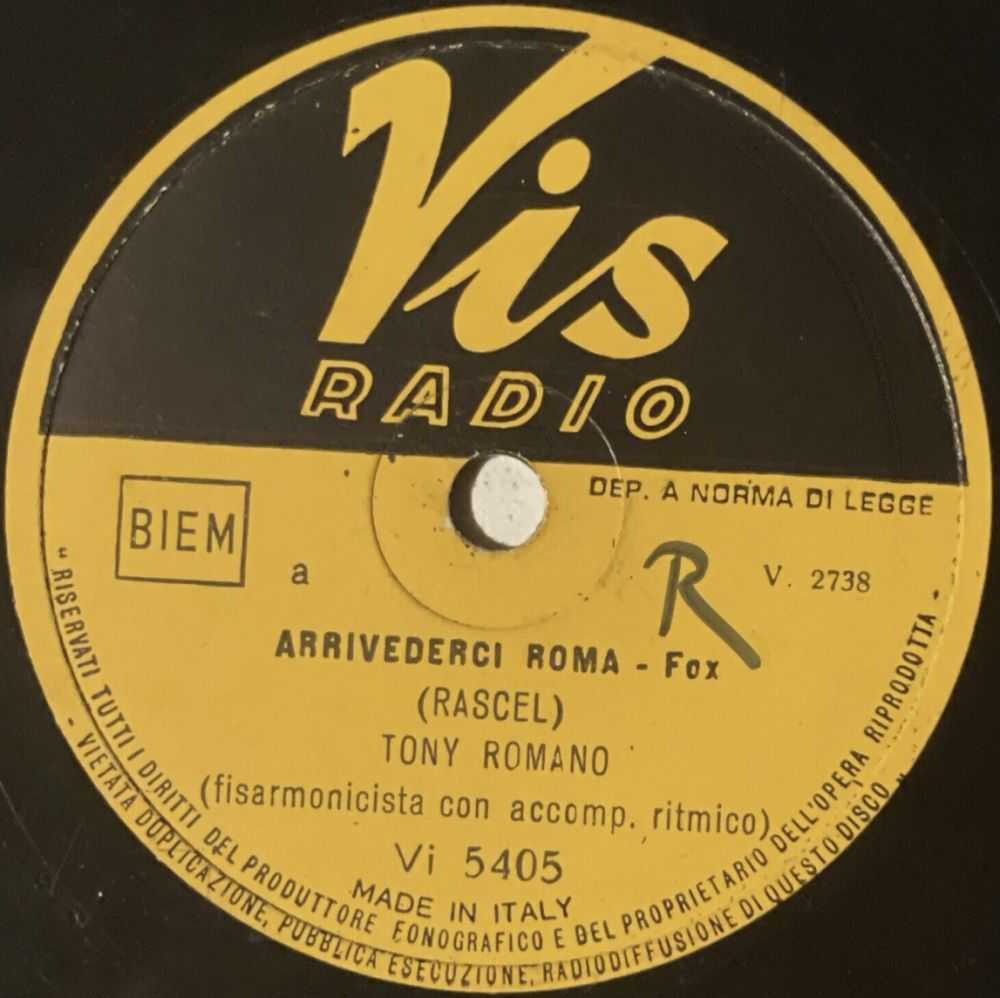 Vis
RADIO
DEP. A NORMA DI LEGGE
BIEM
a
R
V. 2738
ARRIVEDERCI ROMA - Fox
(RASCEL)
TONY ROMANO
(fisarmonicista con accomp. ritmico)
Vi 5405
MADE IN ITALY
"RISERVATI TUTTI I DIRITTI DEL PRODUTTORE FONOGRAFICO E DEL PROPRIETARIO DELL'OPERA RIPRODOTTA -
- VIETATA DUPLICAZIONE, PUBBLICA ESECUZIONE, RADIODIFFUSIONE DI QUESTO DISCO"